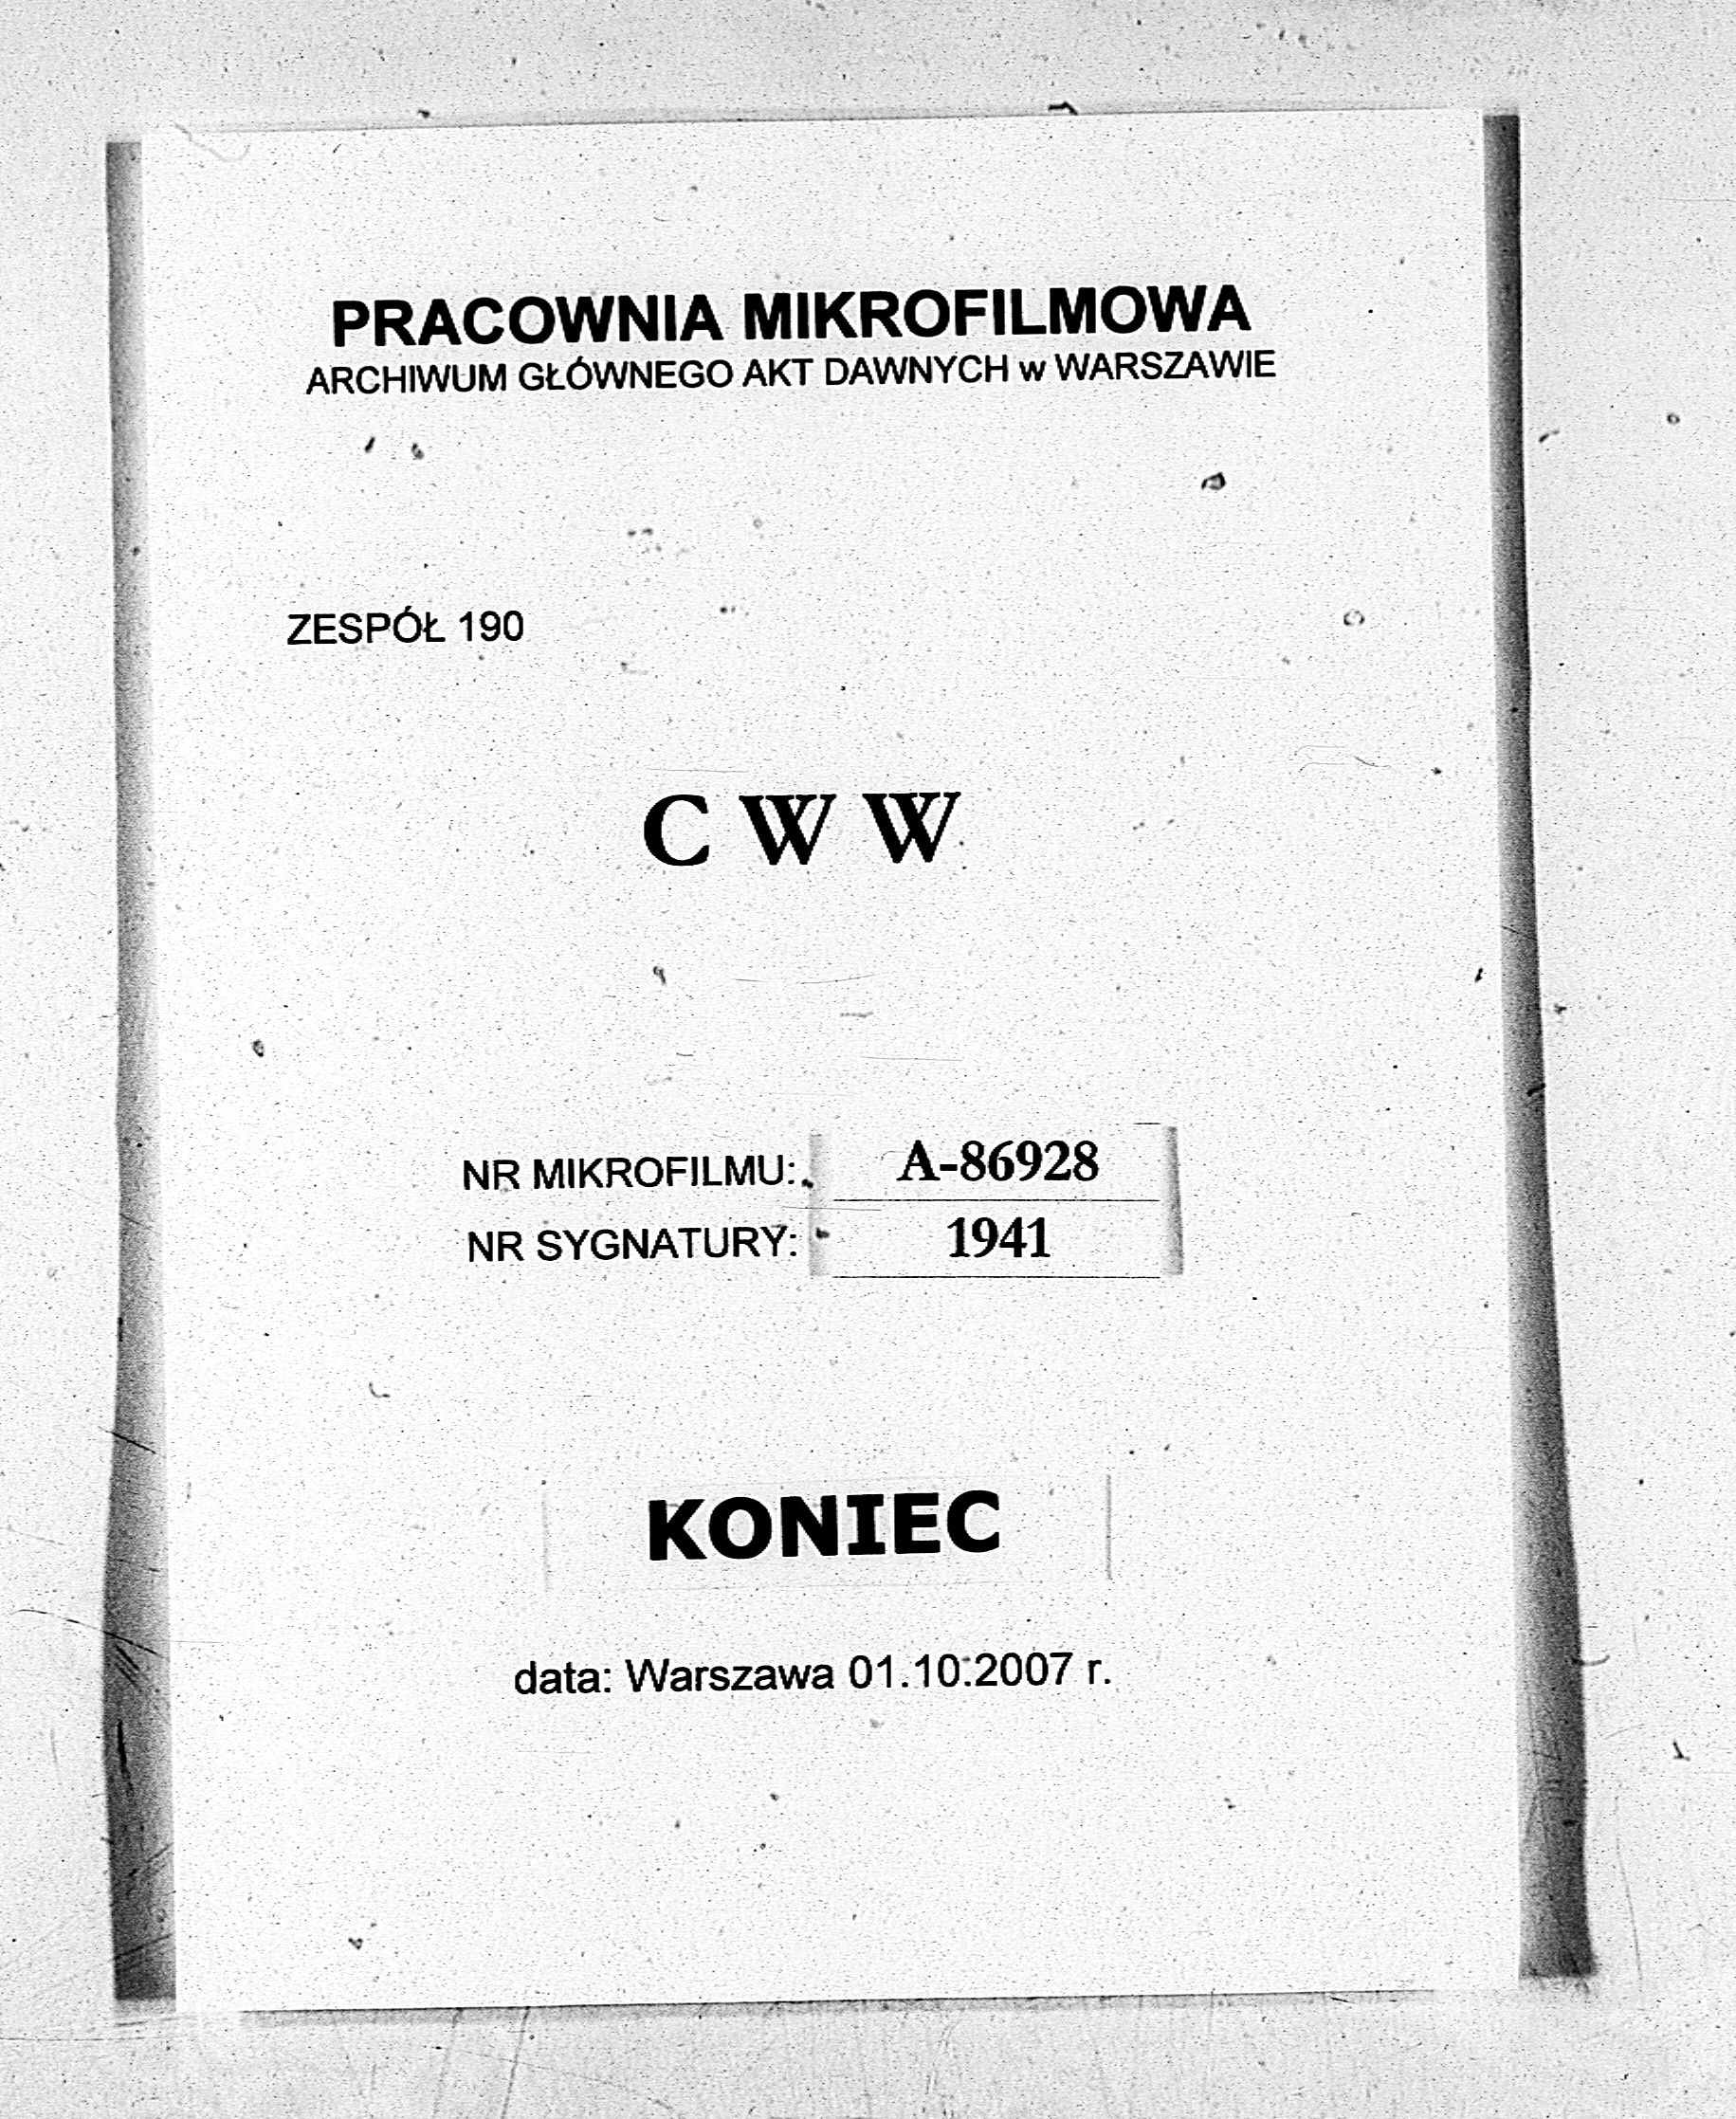 PRACOWNIA MIKROFILMOWA
ARCHIWUM GŁÓWNEGO AKT DAWNYCH w WARSZAWIE
ZESPÓŁ 190
C W W
NR MIKROFILMU: A-86928
NR SYGNATURY: 1941
KONIEC
data: Warszawa 01.10.2007 r.